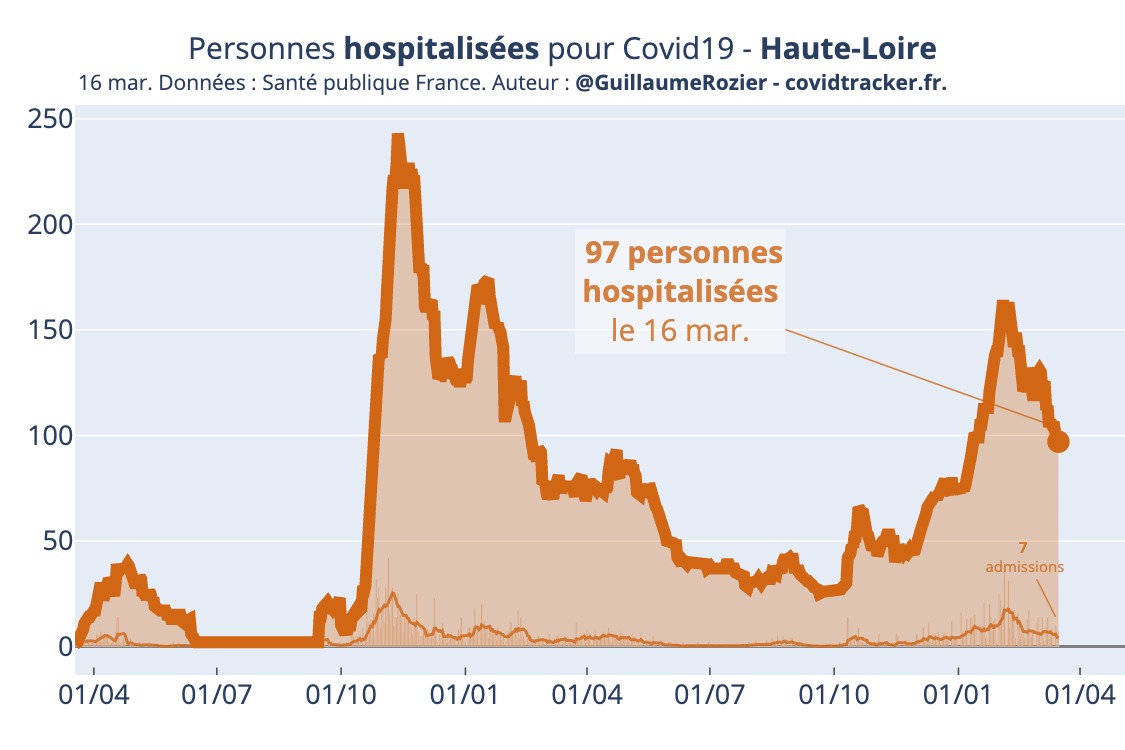 Personnes hospitalisées pour Covid19 - Haute-Loire
16 mar. Données : Santé publique France. Auteur : @GuillaumeRozier - covidtracker.fr.
250
200
97 personnes
hospitalisées
le 16 mar.
150
100
50
7
admissions
0
01/04 01/07 01/10 01/01 01/04 01/07 01/10 01/01 01/04